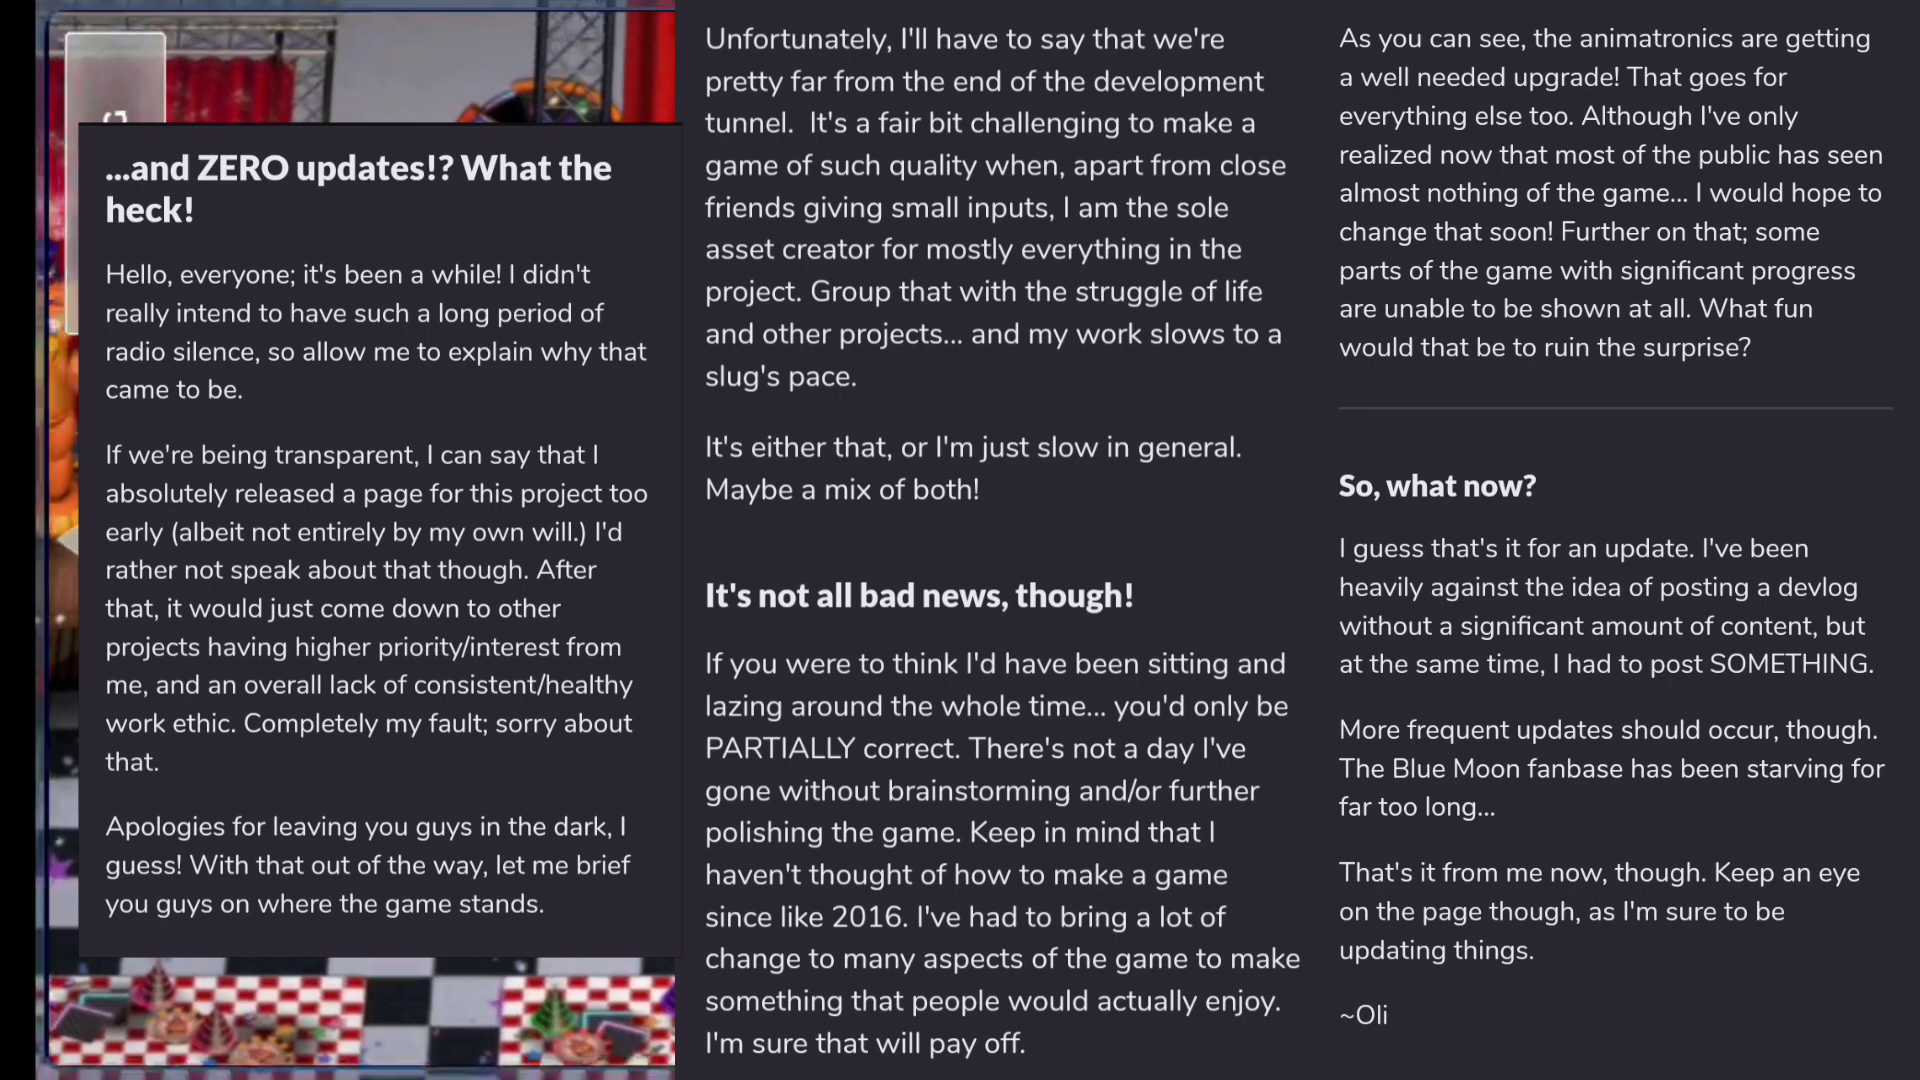 ...and ZERO updates!? What the
heck!
Hello, everyone; it's been a while! I didn't
really intend to have such a long period of
radio silence, so allow me to explain why that
came to be.
If we're being transparent, I can say that I
absolutely released a page for this project too
early (albeit not entirely by my own will.) I'd
rather not speak about that though. After
that, it would just come down to other
projects having higher priority/interest from
me, and an overall lack of consistent/healthy
work ethic. Completely my fault; sorry about
that.
Apologies for leaving you guys in the dark, I
guess! With that out of the way, let me brief
you guys on where the game stands.
Unfortunately, I'll have to say that we're
pretty far from the end of the development
tunnel.  It's a fair bit challenging to make a
game of such quality when, apart from close
friends giving small inputs, I am the sole
asset creator for mostly everything in the
project. Group that with the struggle of life
and other projects... and my work slows to a
slug's pace.
It's either that, or I'm just slow in general.
Maybe a mix of both!
It's not all bad news, though!
If you were to think I'd have been sitting and
lazing around the whole time... you'd only be
PARTIALLY correct. There's not a day I've
gone without brainstorming and/or further
polishing the game. Keep in mind that I
haven't thought of how to make a game
since like 2016. I've had to bring a lot of
change to many aspects of the game to make
something that people would actually enjoy.
I'm sure that will pay off.
As you can see, the animatronics are getting
a well needed upgrade! That goes for
everything else too. Although I've only
realized now that most of the public has seen
almost nothing of the game... I would hope to
change that soon! Further on that; some
parts of the game with significant progress
are unable to be shown at all. What fun
would that be to ruin the surprise?
So, what now?
I guess that's it for an update. I've been
heavily against the idea of posting a devlog
without a significant amount of content, but
at the same time, I had to post SOMETHING.
More frequent updates should occur, though.
The Blue Moon fanbase has been starving for
far too long...
That's it from me now, though. Keep an eye
on the page though, as I'm sure to be
updating things.
~Oli